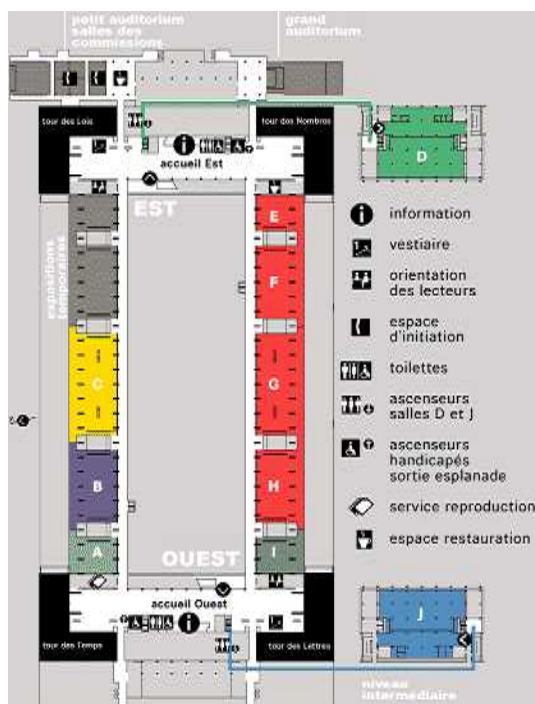 petit auditorium
salles des
commissions
grand
auditorium
tour des Lois
tour des Nombres
accueil Est
D
EST
E
information
vestiaire
orientation
des lecteurs
expositions
temporaires
F
espace
d'initiation
toilettes
C
G
ascenseurs
salles D et J
ascenseurs
handicapés
sortie esplanade
B
H
service reproduction
A
OUEST
I
espace restauration
accueil Ouest
J
tour des Temps
tour des Lettres
niveau
intermédiaire